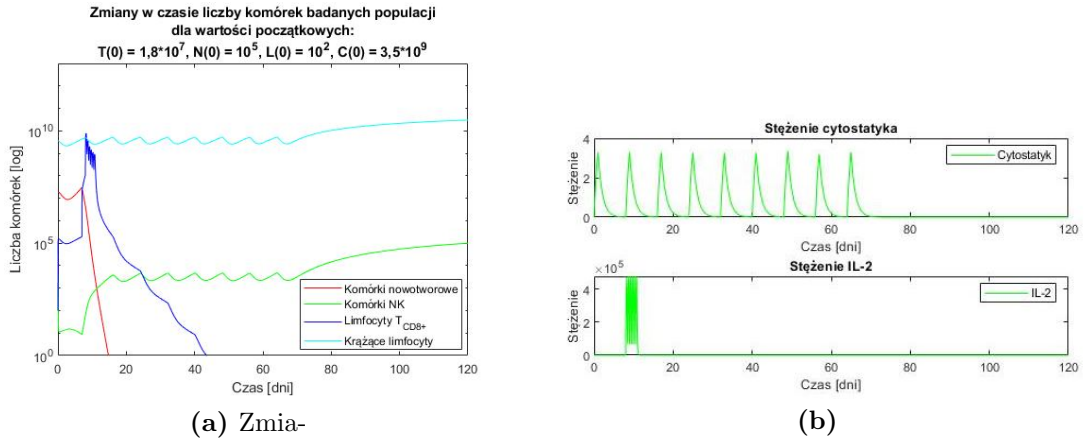 Zmiany w czasie liczby komórek badanych populacji
dla wartości początkowych:
T(0) = 1,8*10^7, N(0) = 10^5, L(0) = 10^2, C(0) = 3,5*10^9
Liczba komórek [log]
10^10
10^5
10^0
0 20 40 60 80 100 120
Czas [dni]
Komórki nowotworowe
Komórki NK
Limfocyty T_CD8+
Krążące limfocyty
(a) Zmia-
Stężenie cytostatyka
Stężenie
4
2
0
0 20 40 60 80 100 120
Czas [dni]
Cytostatyk
Stężenie IL-2
×10^5
Stężenie
4
2
0
0 20 40 60 80 100 120
Czas [dni]
IL-2
(b)